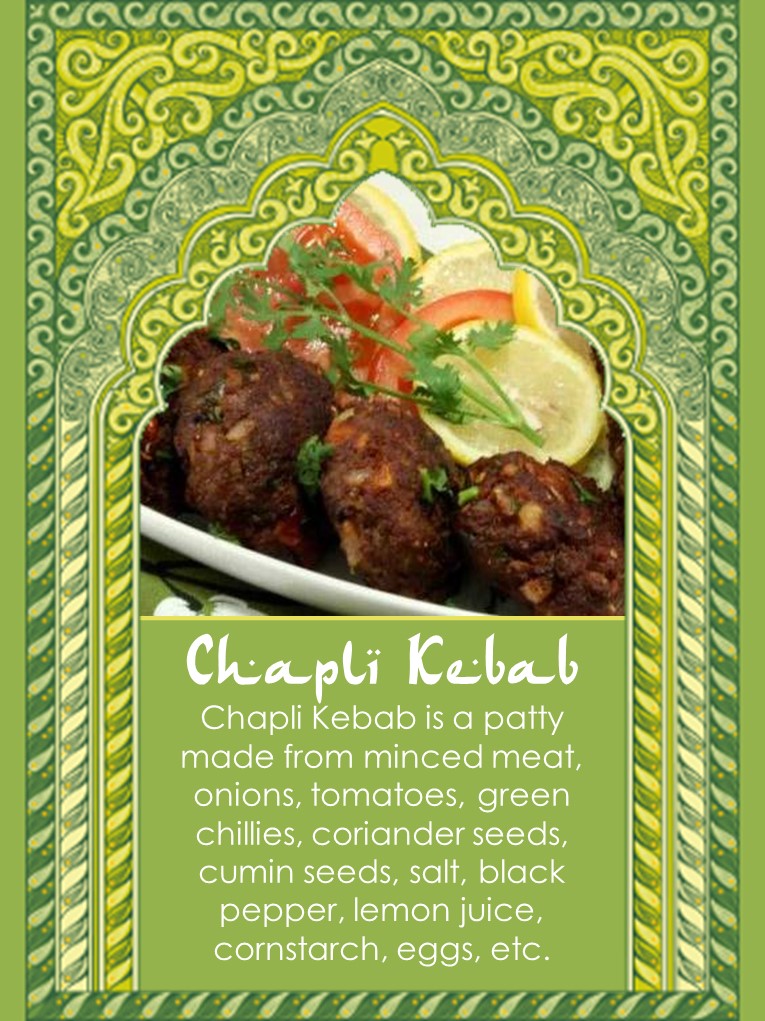 Chapli Kebab
Chapli Kebab is a patty
made from minced meat,
onions, tomatoes, green
chillies, coriander seeds,
cumin seeds, salt, black
pepper, lemon juice,
cornstarch, eggs, etc.